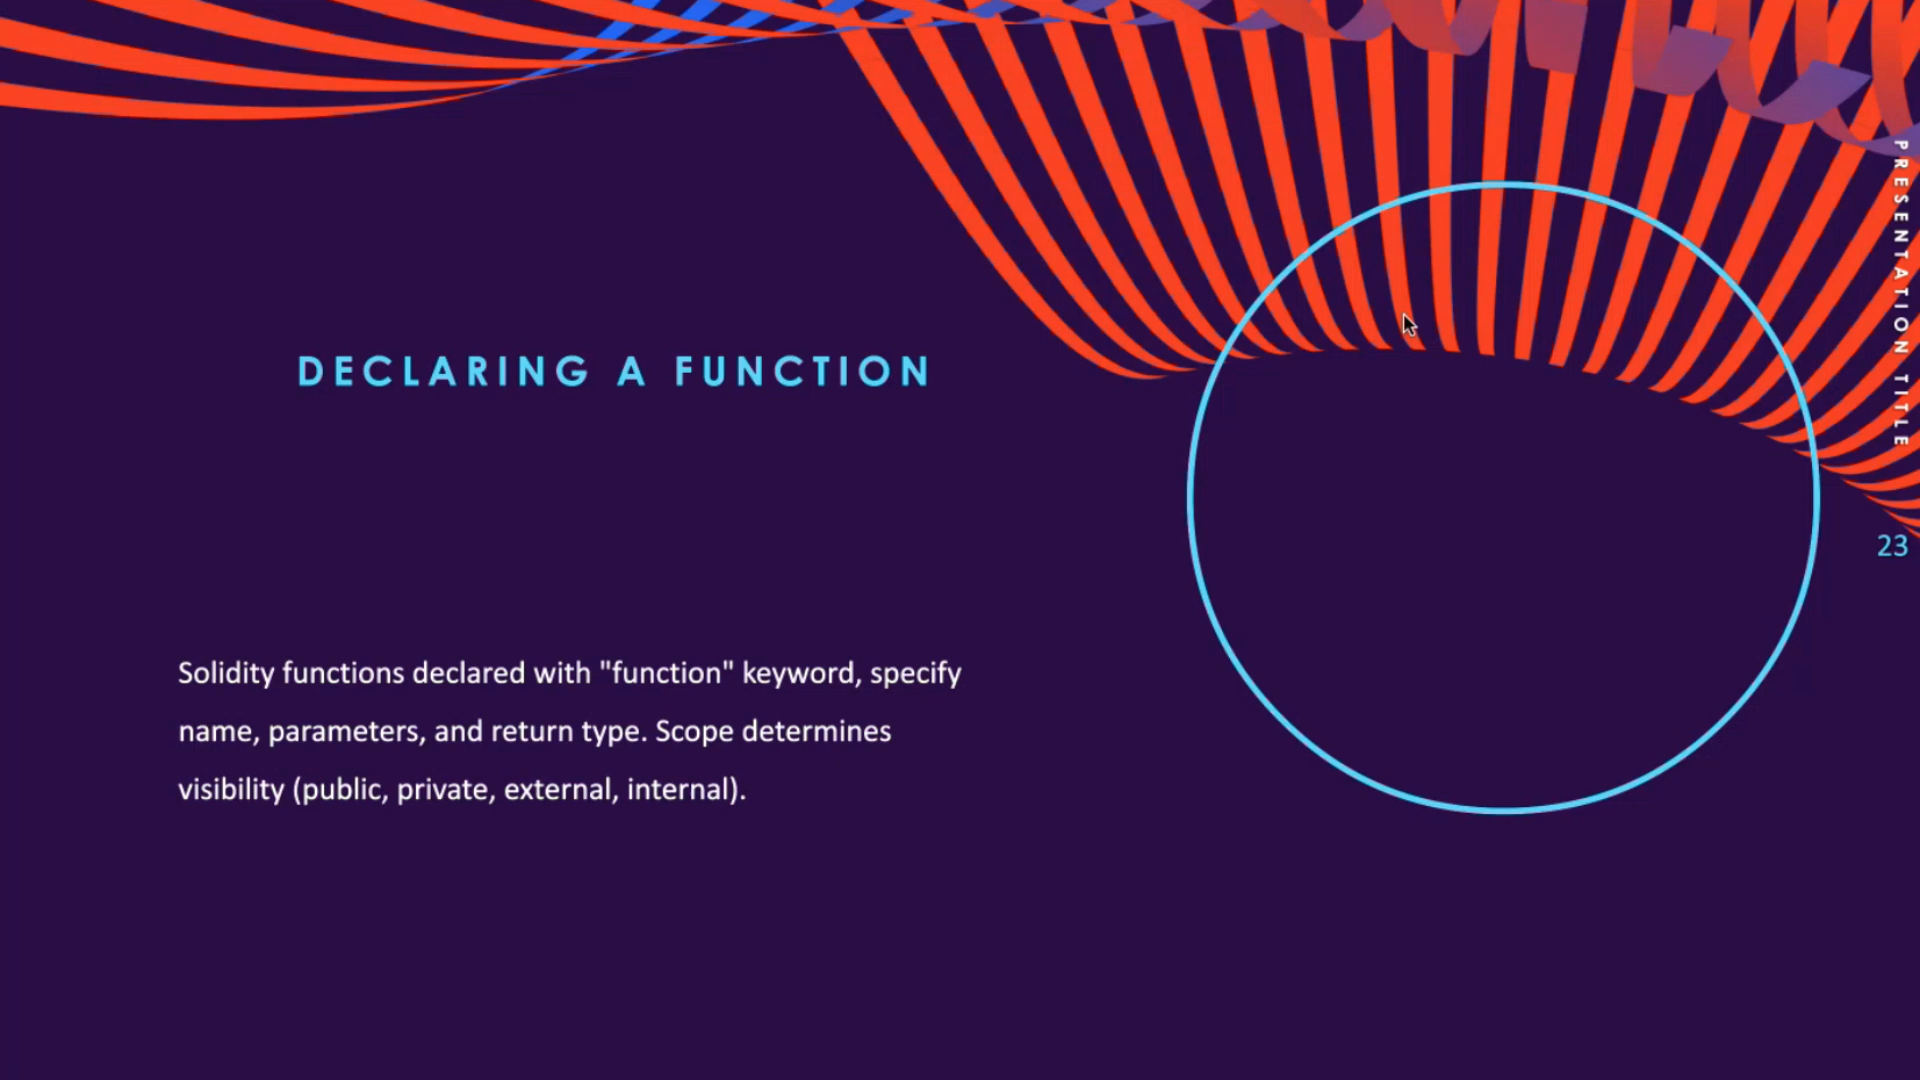 PRESENTATION TITLE
DECLARING A FUNCTION
23
Solidity functions declared with "function" keyword, specify
name, parameters, and return type. Scope determines
visibility (public, private, external, internal).